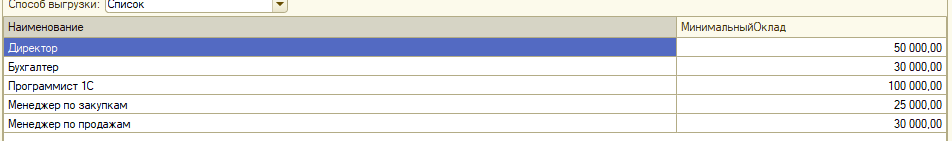 Способ выгрузки: Список
Наименование МинимальныйОклад
Директор 50 000,00
Бухгалтер 30 000,00
Программист 1С 100 000,00
Менеджер по закупкам 25 000,00
Менеджер по продажам 30 000,00